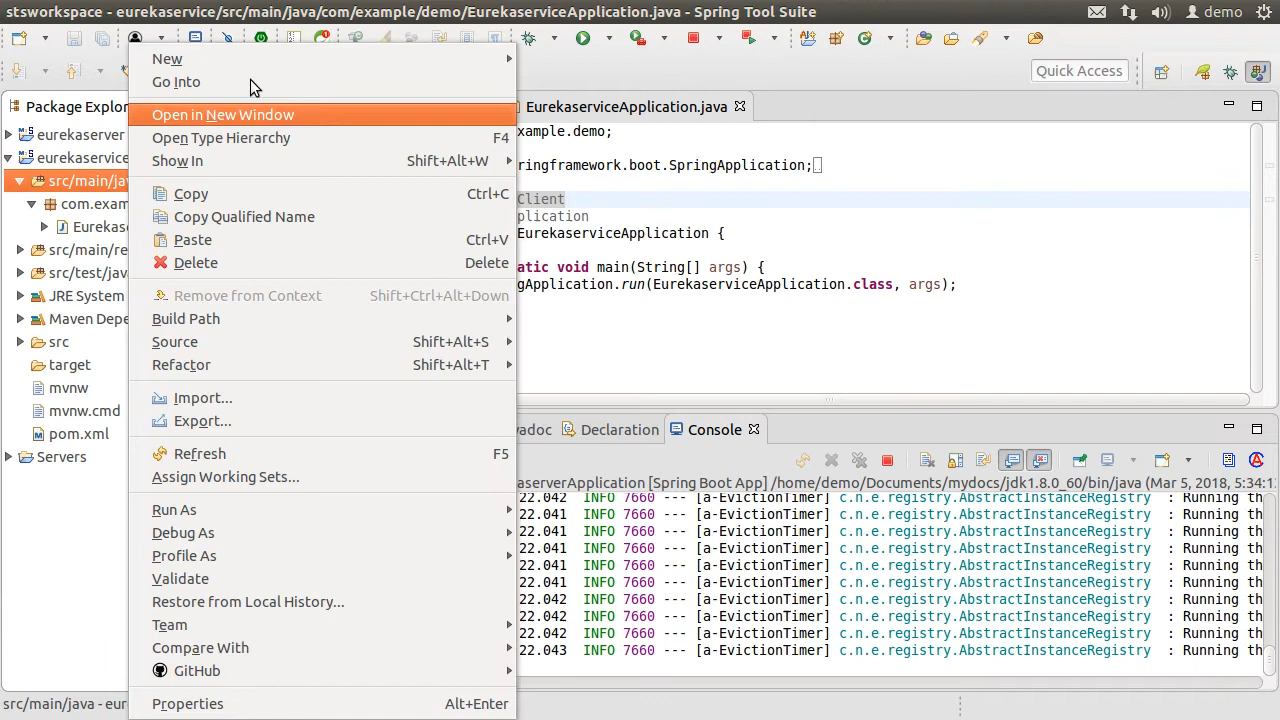 stsworkspace - eurekaservice/src/main/java/com/example/demo/EurekaserviceApplication.java - Spring Tool Suite
demo
Quick Access
Package Explor
EurekaserviceApplication.java
eurekaserver
eurekaservice
src/main/ja
com.exam
Eurekas
src/main/re
src/test/java
JRE System
Maven Depe
src
target
mvnw
mvnw.cmd
pom.xml
Servers
New
Go Into
Open in New Window
Open Type Hierarchy F4
Show In Shift+Alt+W
Copy Ctrl+C
Copy Qualified Name
Paste Ctrl+V
Delete Delete
Remove from Context Shift+Ctrl+Alt+Down
Build Path
Source Shift+Alt+S
Refactor Shift+Alt+T
Import...
Export...
Refresh F5
Assign Working Sets...
Run As
Debug As
Profile As
Validate
Restore from Local History...
Team
Compare With
GitHub
Properties Alt+Enter
xample.demo;
ringframework.boot.SpringApplication;
Client
plication
EurekaserviceApplication {
atic void main(String[] args) {
gApplication.run(EurekaserviceApplication.class, args);
vadoc Declaration Console
aserverApplication [Spring Boot App] /home/demo/Documents/mydocs/jdk1.8.0_60/bin/java (Mar 5, 2018, 5:34:1
22.042 INFO 7660 --- [a-EvictionTimer] c.n.e.registry.AbstractInstanceRegistry : Running th
22.041 INFO 7660 --- [a-EvictionTimer] c.n.e.registry.AbstractInstanceRegistry : Running th
22.041 INFO 7660 --- [a-EvictionTimer] c.n.e.registry.AbstractInstanceRegistry : Running th
22.041 INFO 7660 --- [a-EvictionTimer] c.n.e.registry.AbstractInstanceRegistry : Running th
22.041 INFO 7660 --- [a-EvictionTimer] c.n.e.registry.AbstractInstanceRegistry : Running th
22.041 INFO 7660 --- [a-EvictionTimer] c.n.e.registry.AbstractInstanceRegistry : Running th
22.042 INFO 7660 --- [a-EvictionTimer] c.n.e.registry.AbstractInstanceRegistry : Running th
22.042 INFO 7660 --- [a-EvictionTimer] c.n.e.registry.AbstractInstanceRegistry : Running th
22.042 INFO 7660 --- [a-EvictionTimer] c.n.e.registry.AbstractInstanceRegistry : Running th
22.043 INFO 7660 --- [a-EvictionTimer] c.n.e.registry.AbstractInstanceRegistry : Running th
src/main/java - eur